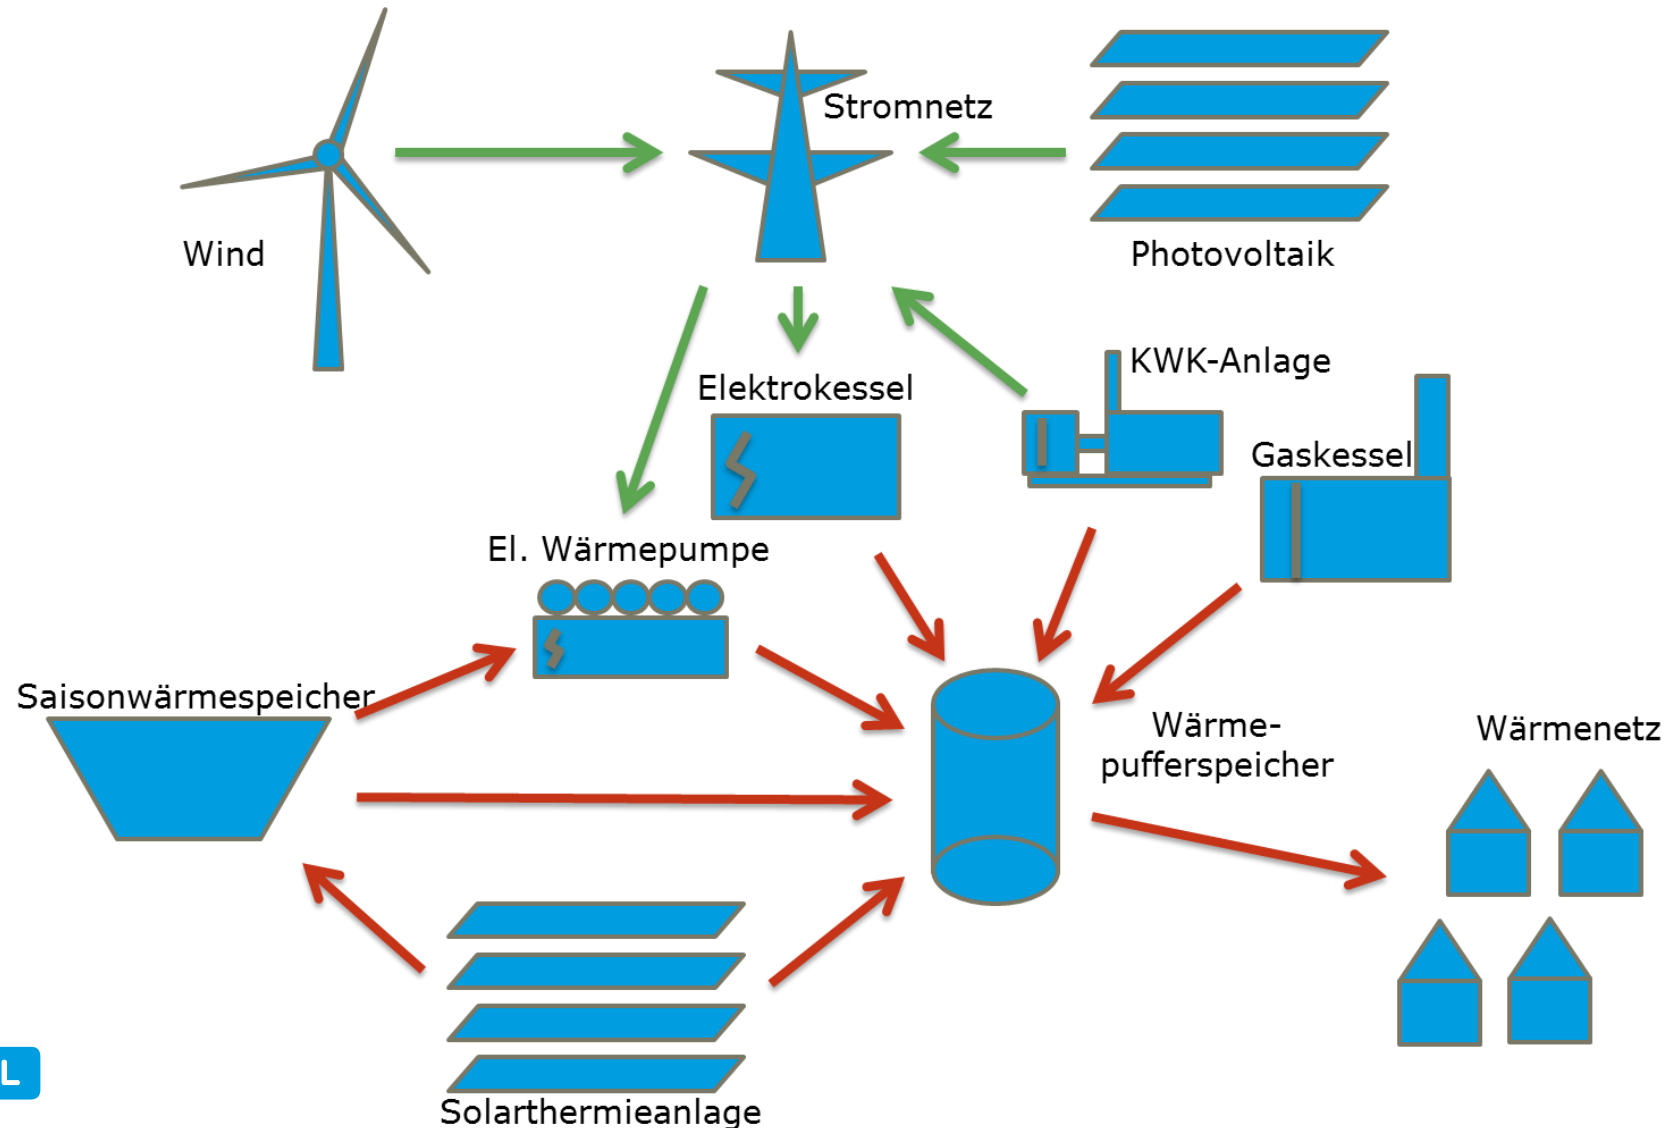 Stromnetz
Wind
Photovoltaik
KWK-Anlage
Elektrokessel
Gaskessel
El. Wärmepumpe
Saisonwärmespeicher
Wärme-
pufferspeicher
Wärmenetz
L
Solarthermieanlage